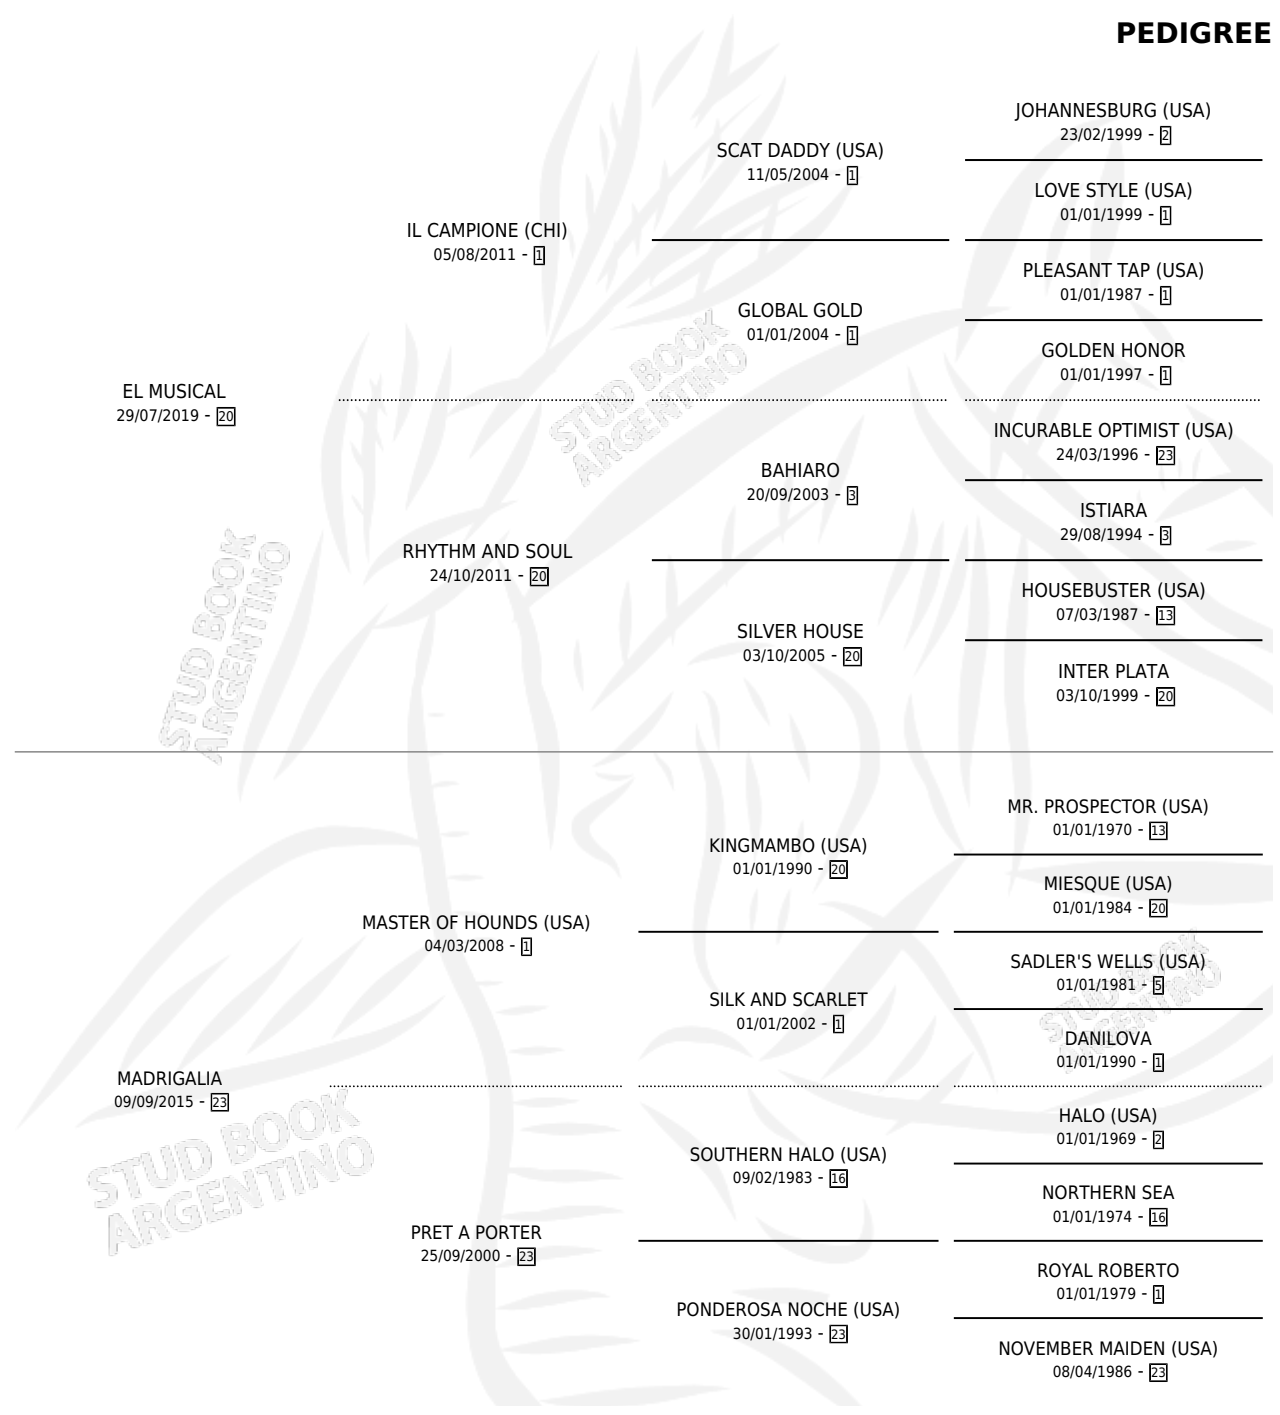 PEDIGREE
JOHANNESBURG (USA)
23/02/1999 - 2
SCAT DADDY (USA)
11/05/2004 - 1
LOVE STYLE (USA)
01/01/1999 - 1
IL CAMPIONE (CHI)
05/08/2011 - 1
PLEASANT TAP (USA)
01/01/1987 - 1
GLOBAL GOLD
01/01/2004 - 1
GOLDEN HONOR
01/01/1997 - 1
EL MUSICAL
29/07/2019 - 20
STUD BOOK
ARGENTINO
INCURABLE OPTIMIST (USA)
24/03/1996 - 23
BAHIARO
20/09/2003 - 3
ISTIARA
29/08/1994 - 3
RHYTHM AND SOUL
24/10/2011 - 20
HOUSEBUSTER (USA)
07/03/1987 - 13
SILVER HOUSE
03/10/2005 - 20
INTER PLATA
03/10/1999 - 20
STUD BOOK
ARGENTINO
MR. PROSPECTOR (USA)
01/01/1970 - 13
KINGMAMBO (USA)
01/01/1990 - 20
MIESQUE (USA)
01/01/1984 - 20
MASTER OF HOUNDS (USA)
04/03/2008 - 1
SADLER'S WELLS (USA)
01/01/1981 - 5
SILK AND SCARLET
01/01/2002 - 1
STUD BOOK
ARGENTINO
DANILOVA
01/01/1990 - 1
MADRIGALIA
09/09/2015 - 23
STUD BOOK
ARGENTINO
HALO (USA)
01/01/1969 - 2
SOUTHERN HALO (USA)
09/02/1983 - 16
NORTHERN SEA
01/01/1974 - 16
PRET A PORTER
25/09/2000 - 23
ROYAL ROBERTO
01/01/1979 - 1
PONDEROSA NOCHE (USA)
30/01/1993 - 23
NOVEMBER MAIDEN (USA)
08/04/1986 - 23